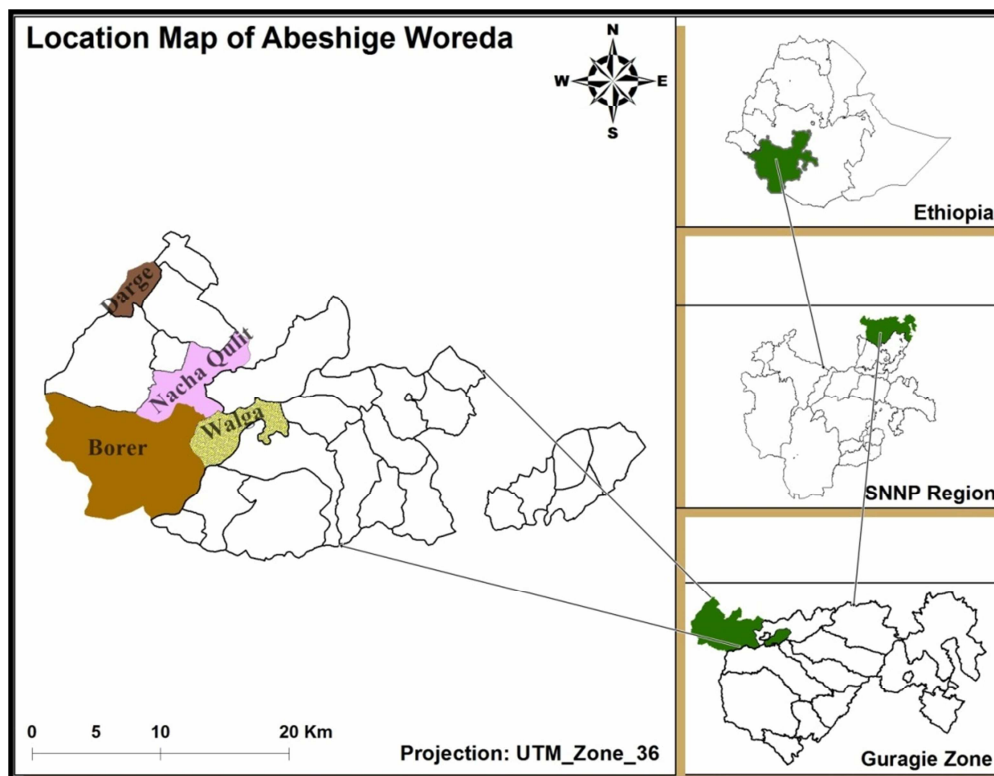 Location Map of Abeshige Woreda
N
W E
S
Ethiopia
Darge
Nacha Qulit
Walga
Borer
SNNP Region
0 5 10 20 Km
Projection: UTM_Zone_36
Guragie Zone